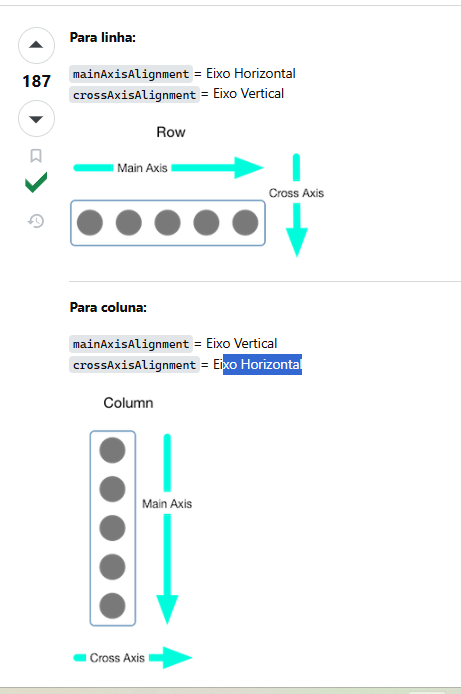 Para linha:
187
mainAxisAlignment = Eixo Horizontal
crossAxisAlignment = Eixo Vertical
Row
Main Axis
Cross Axis
Para coluna:
mainAxisAlignment = Eixo Vertical
crossAxisAlignment = Eixo Horizontal
Column
Main Axis
Cross Axis